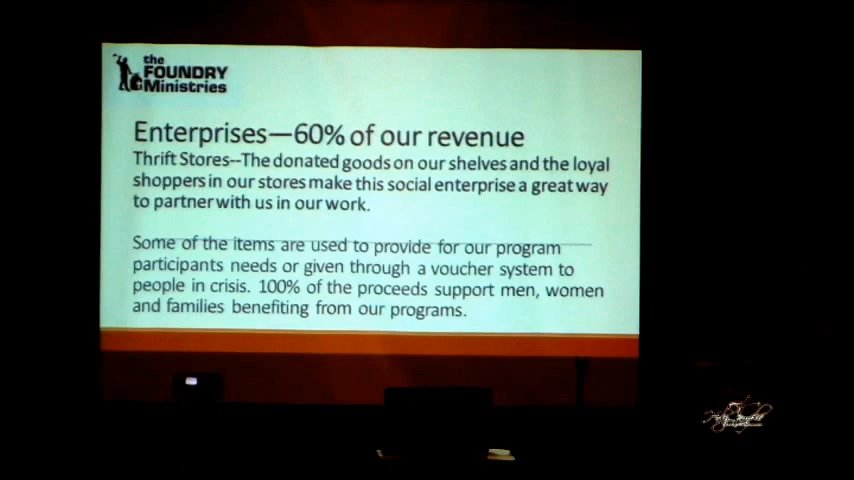 the
FOUNDRY
Ministries
Enterprises—60% of our revenue
Thrift Stores--The donated goods on our shelves and the loyal
shoppers in our stores make this social enterprise a great way
to partner with us in our work.
Some of the items are used to provide for our program
participants needs or given through a voucher system to
people in crisis. 100% of the proceeds support men, women
and families benefiting from our programs.